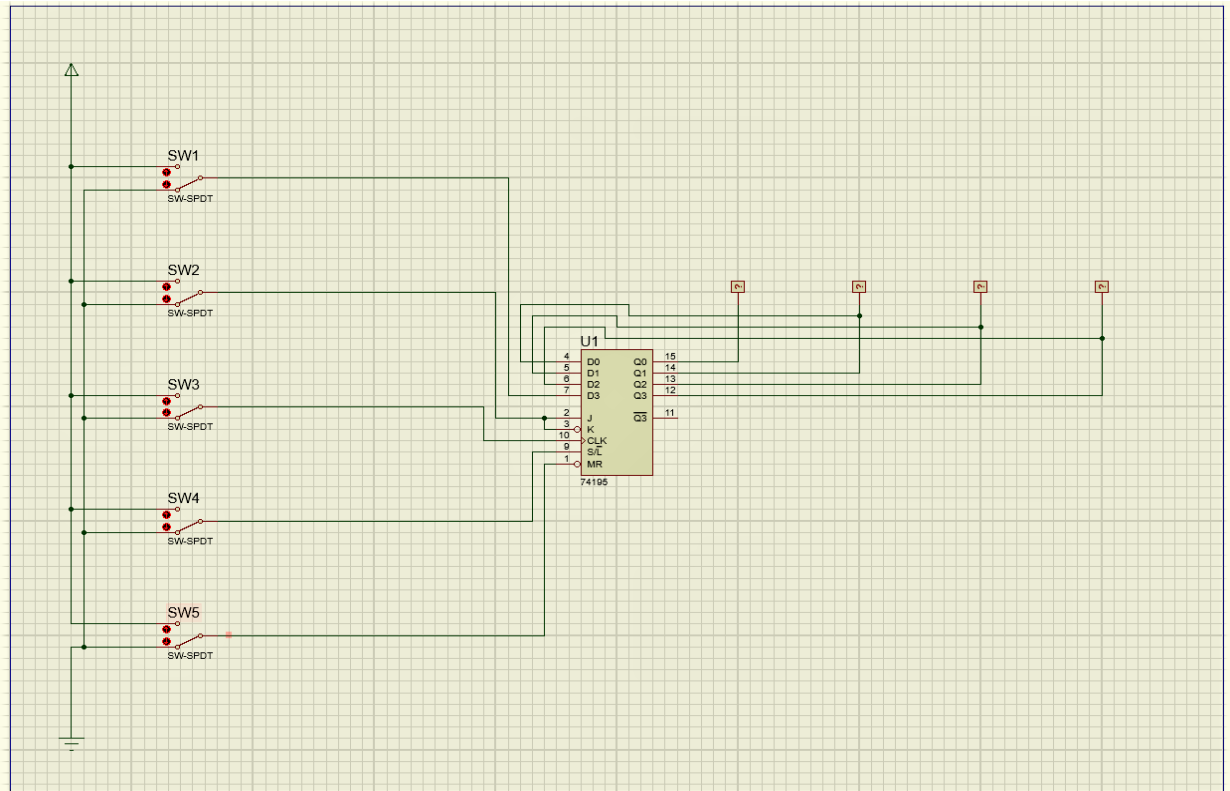 SW1
SW-SPDT
SW2
SW-SPDT
? ? ? ?
U1
4 D0 Q0 15
5 D1 Q1 14
6 D2 Q2 13
7 D3 Q3 12
SW3
2 J Q3 11
3 K
SW-SPDT
10 CLK
9 S/L
1 MR
74195
SW4
SW-SPDT
SW5
SW-SPDT